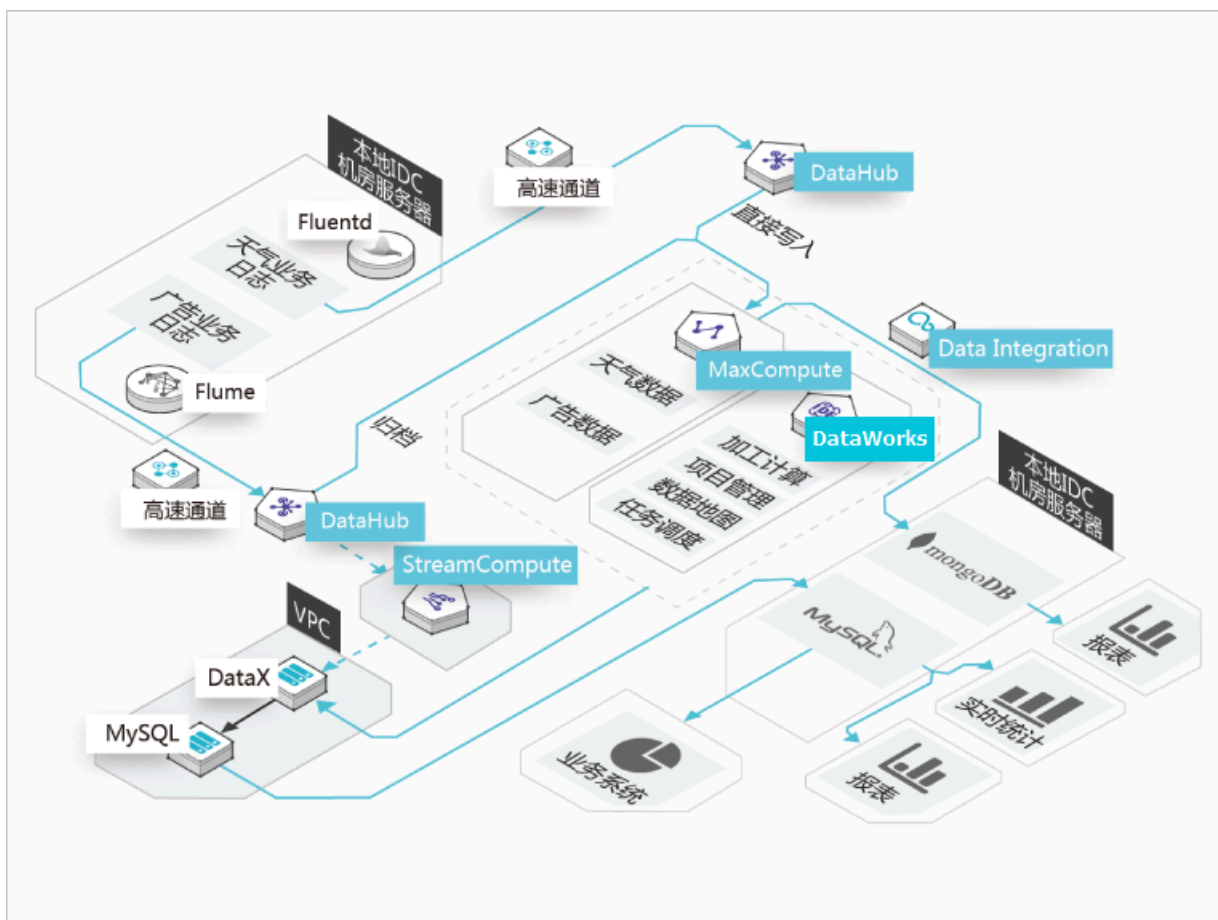 本地IDC
机房服务器
Fluentd
天气业务
日志
广告业务
日志
Flume
高速通道
DataHub
直接写入
高速通道
DataHub
归档
MaxCompute
天气数据
广告数据
DataWorks
加工计算
项目管理
数据地图
任务调度
Data Integration
StreamCompute
VPC
DataX
MySQL
本地IDC
机房服务器
mongoDB
MySQL
报表
实时统计
报表
业务系统